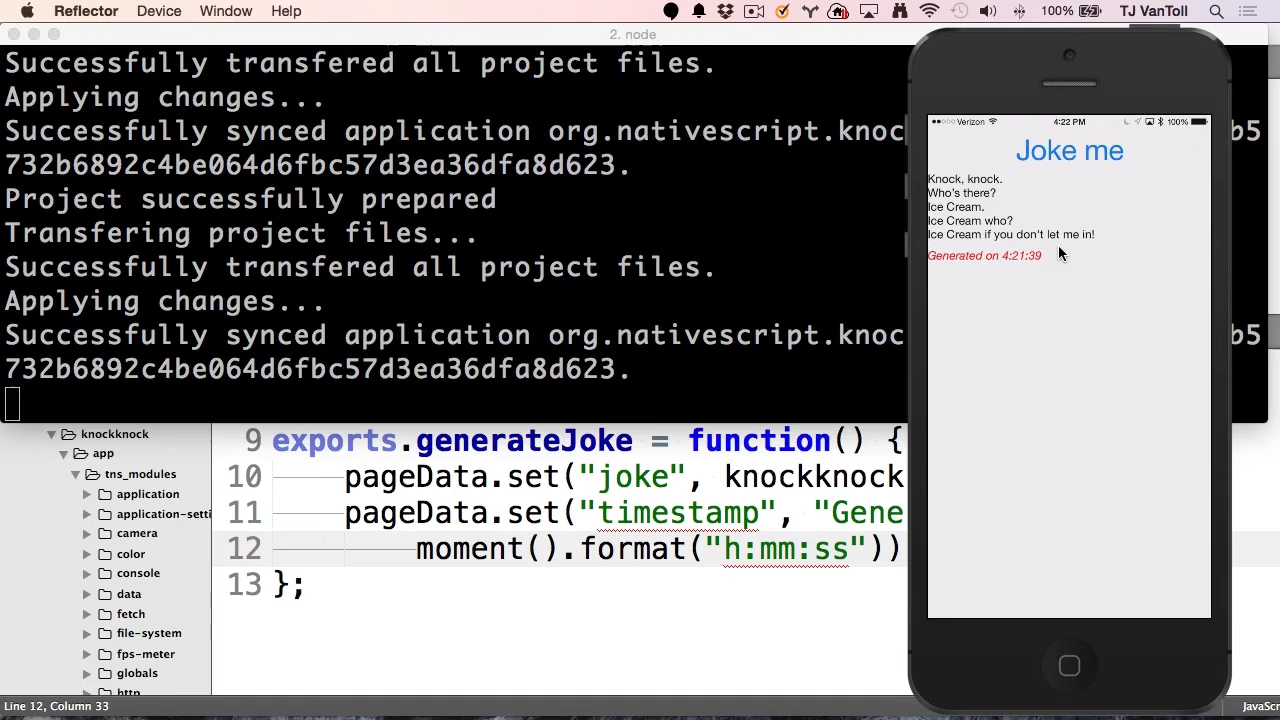 Reflector Device Window Help 100% TJ VanToll
2. node
Successfully transfered all project files.
Applying changes...
Successfully synced application org.nativescript.knoc b5
732b6892c4be064d6fbc57d3ea36dfa8d623.
Project successfully prepared
Transfering project files...
Successfully transfered all project files.
Applying changes...
Successfully synced application org.nativescript.knoc b5
732b6892c4be064d6fbc57d3ea36dfa8d623.
Verizon 4:22 PM 100%
Joke me
Knock, knock.
Who's there?
Ice Cream.
Ice Cream who?
Ice Cream if you don't let me in!
Generated on 4:21:39
knockknock
app
tns_modules
application
application-setti
camera
color
console
data
fetch
file-system
fps-meter
globals
http
9 exports.generateJoke = function() {
10 pageData.set("joke", knockknock
11 pageData.set("timestamp", "Gene
12 moment().format("h:mm:ss"))
13 };
Line 12, Column 33
JavaScr